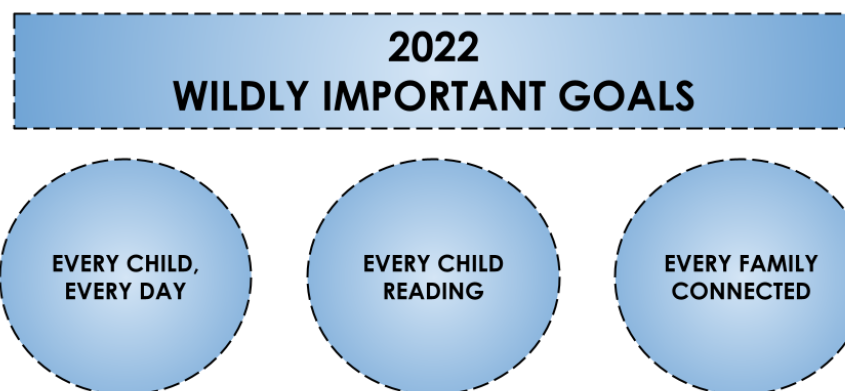 2022
WILDLY IMPORTANT GOALS
EVERY CHILD,
EVERY DAY
EVERY CHILD
READING
EVERY FAMILY
CONNECTED